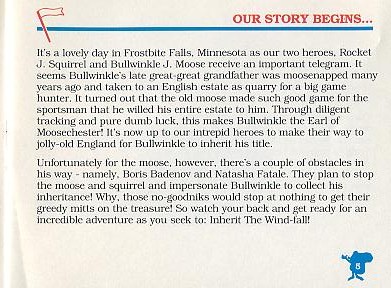 OUR STORY BEGINS...
It's a lovely day in Frostbite Falls, Minnesota as our two heroes, Rocket
J. Squirrel and Bullwinkle J. Moose receive an important telegram. It
seems Bullwinkle's late great-great grandfather was moosenapped many
years ago and taken to an English estate as quarry for a big game
hunter. It turned out that the old moose made such good game for the
sportsman that he willed his entire estate to him. Through diligent
tracking and pure dumb luck, this makes Bullwinkle the Earl of
Moosechester! It's now up to our intrepid heroes to make their way to
jolly-old England for Bullwinkle to inherit his title.
Unfortunately for the moose, however, there's a couple of obstacles in
his way - namely, Boris Badenov and Natasha Fatale. They plan to stop
the moose and squirrel and impersonate Bullwinkle to collect his
inheritance! Why, those no-goodniks would stop at nothing to get their
greedy mitts on the treasure! So watch your back and get ready for an
incredible adventure as you seek to: Inherit The Wind-fall!
5